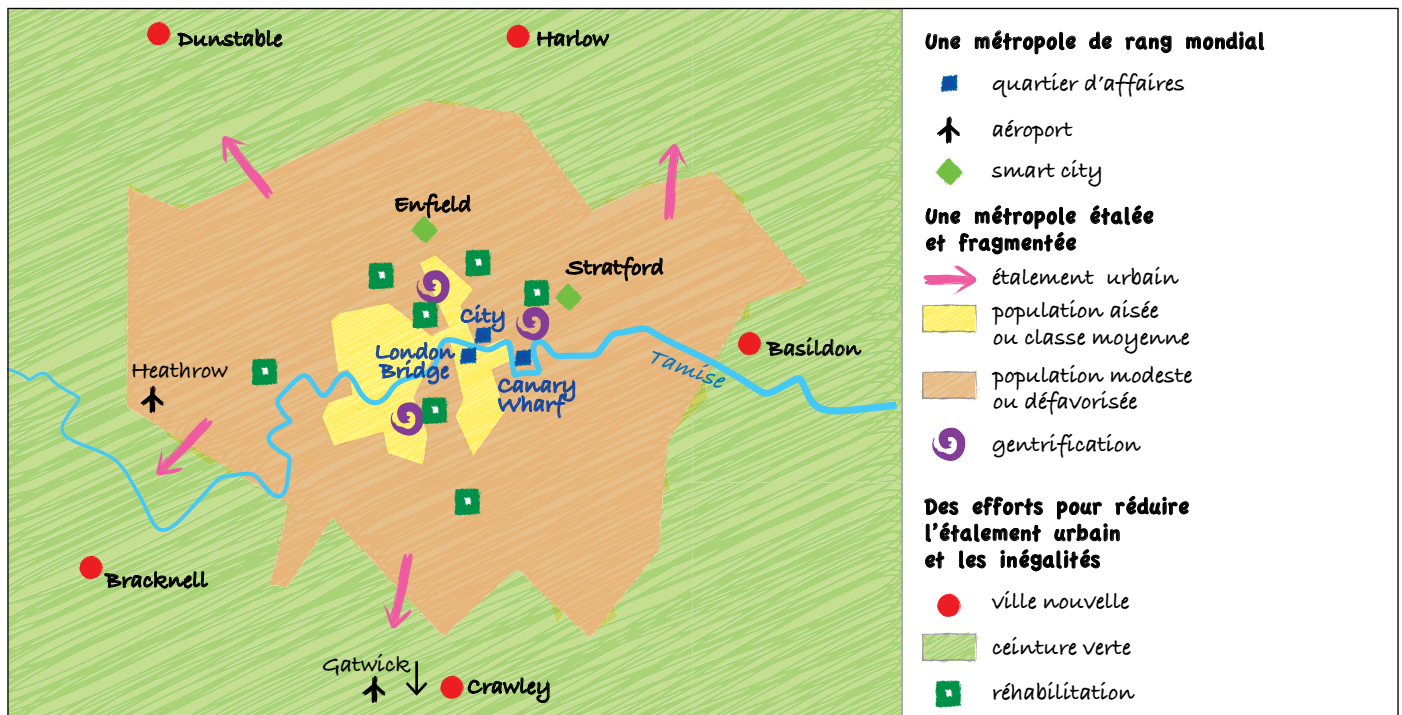 Dunstable
Harlow
Enfield
Stratford
City
London
Bridge
Canary
Wharf
Heathrow
Tamise
Basildon
Bracknell
Gatwick
Crawley
Une métropole de rang mondial
quartier d'affaires
aéroport
smart city
Une métropole étalée
et fragmentée
étalement urbain
population aisée
ou classe moyenne
population modeste
ou défavorisée
gentrification
Des efforts pour réduire
l'étalement urbain
et les inégalités
ville nouvelle
ceinture verte
réhabilitation